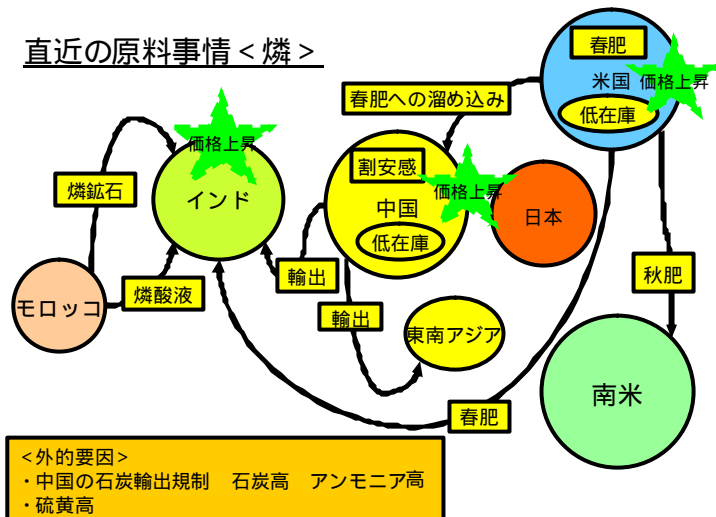 直近の原料事情<燐>
春肥
米国
価格上昇
低在庫
春肥への溜め込み
価格上昇
インド
割安感
中国
低在庫
価格上昇
日本
燐鉱石
モロッコ
燐酸液
輸出
輸出
東南アジア
秋肥
南米
春肥
<外的要因>
・中国の石炭輸出規制　石炭高　アンモニア高
・硫黄高